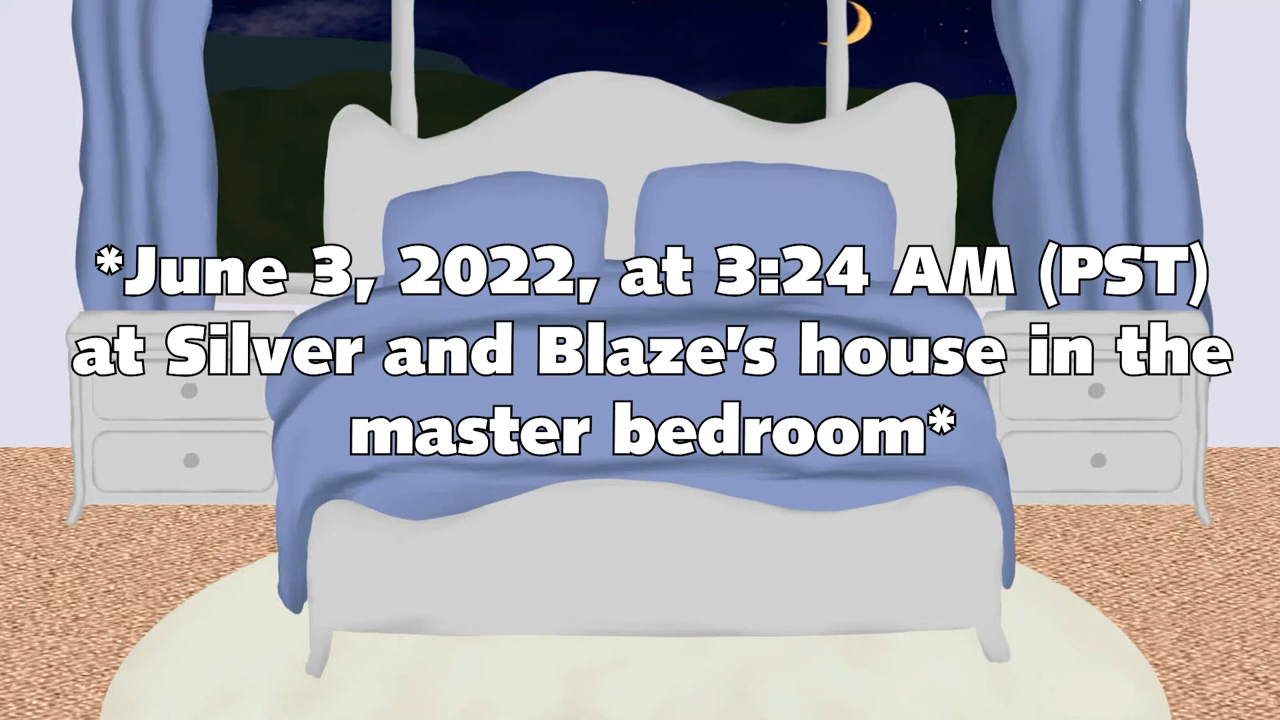 *June 3, 2022, at 3:24 AM (PST)
at Silver and Blaze's house in the
master bedroom*